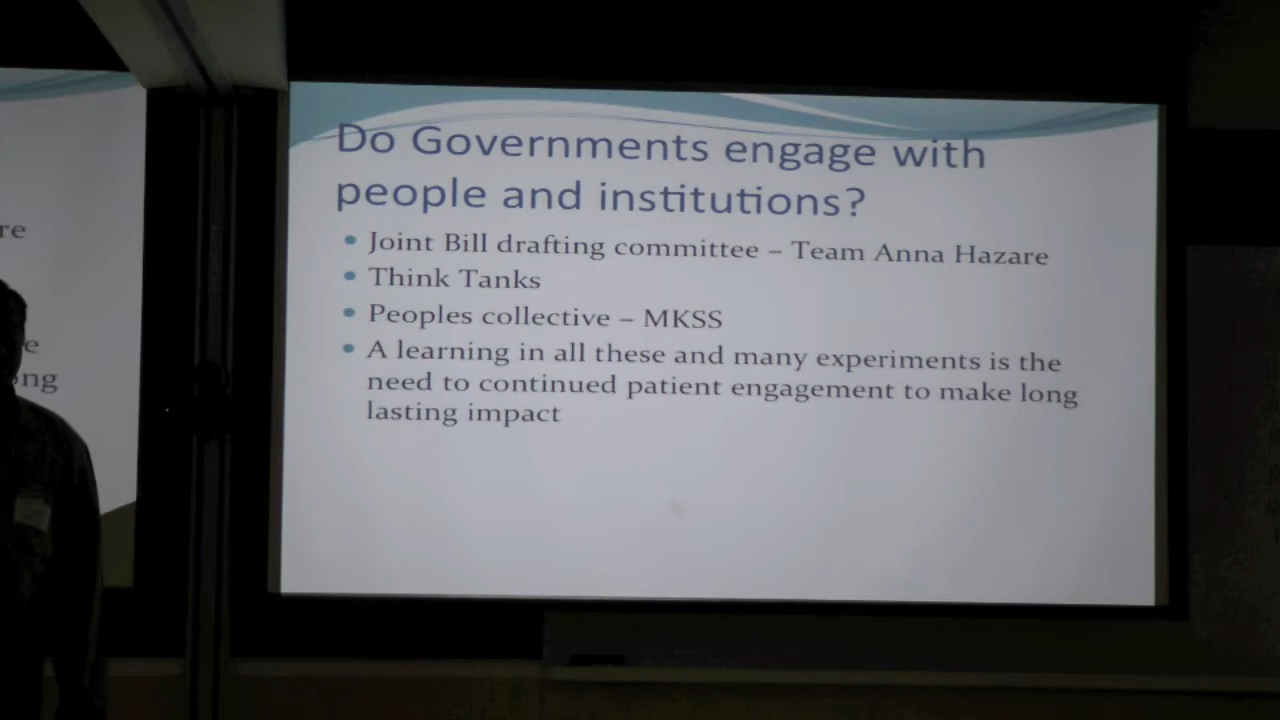 Do Governments engage with
people and institutions?
Joint Bill drafting committee – Team Anna Hazare
Think Tanks
Peoples collective – MKSS
A learning in all these and many experiments is the
need to continued patient engagement to make long
lasting impact